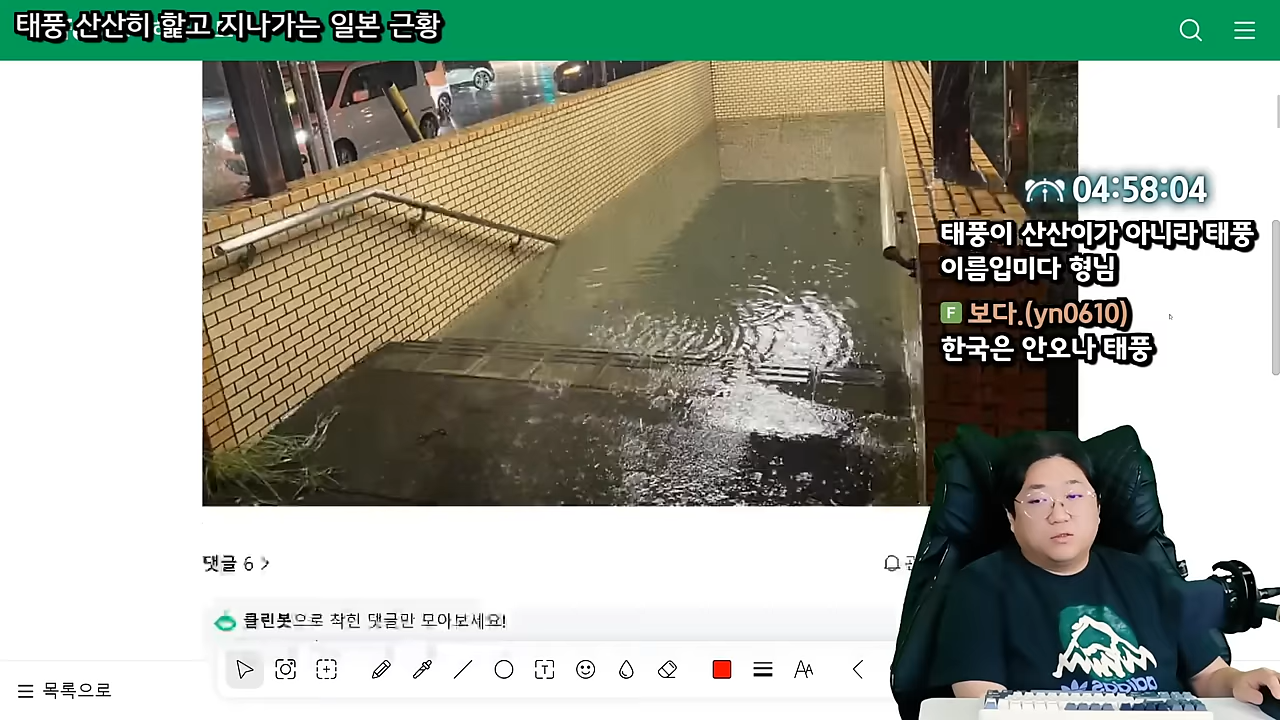 태풍 산산히 핥고 지나가는 일본 근황
04:58:04
태풍이 산산인가 아니라 태풍
이름입미다 형님
F 보다.(yn0610)
한국은 안오나 태풍
댓글 6
클린봇으로 착한 댓글만 모아보세요!
목록으로
adidas